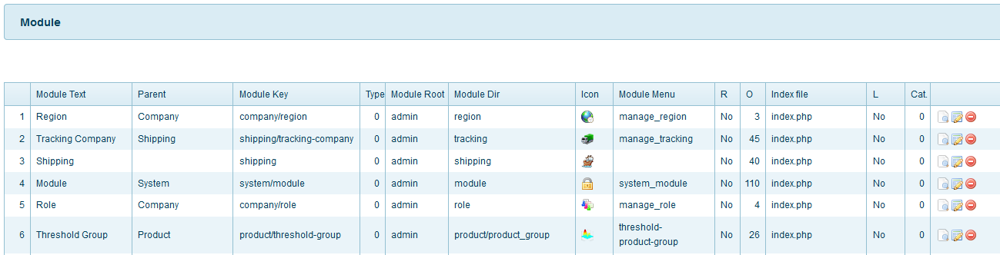 Module
Module Text Parent Module Key Type Module Root Module Dir Icon Module Menu R O Index file L Cat.
1 Region Company company/region 0 admin region manage_region No 3 index.php No 0
2 Tracking Company Shipping shipping/tracking-company 0 admin tracking manage_tracking No 45 index.php No 0
3 Shipping shipping 0 admin shipping No 40 index.php No 0
4 Module System system/module 0 admin module system_module No 110 index.php No 0
5 Role Company company/role 0 admin role manage_role No 4 index.php No 0
6 Threshold Group Product product/threshold-group 0 admin product/product_group threshold- No 26 index.php No 0
product-group